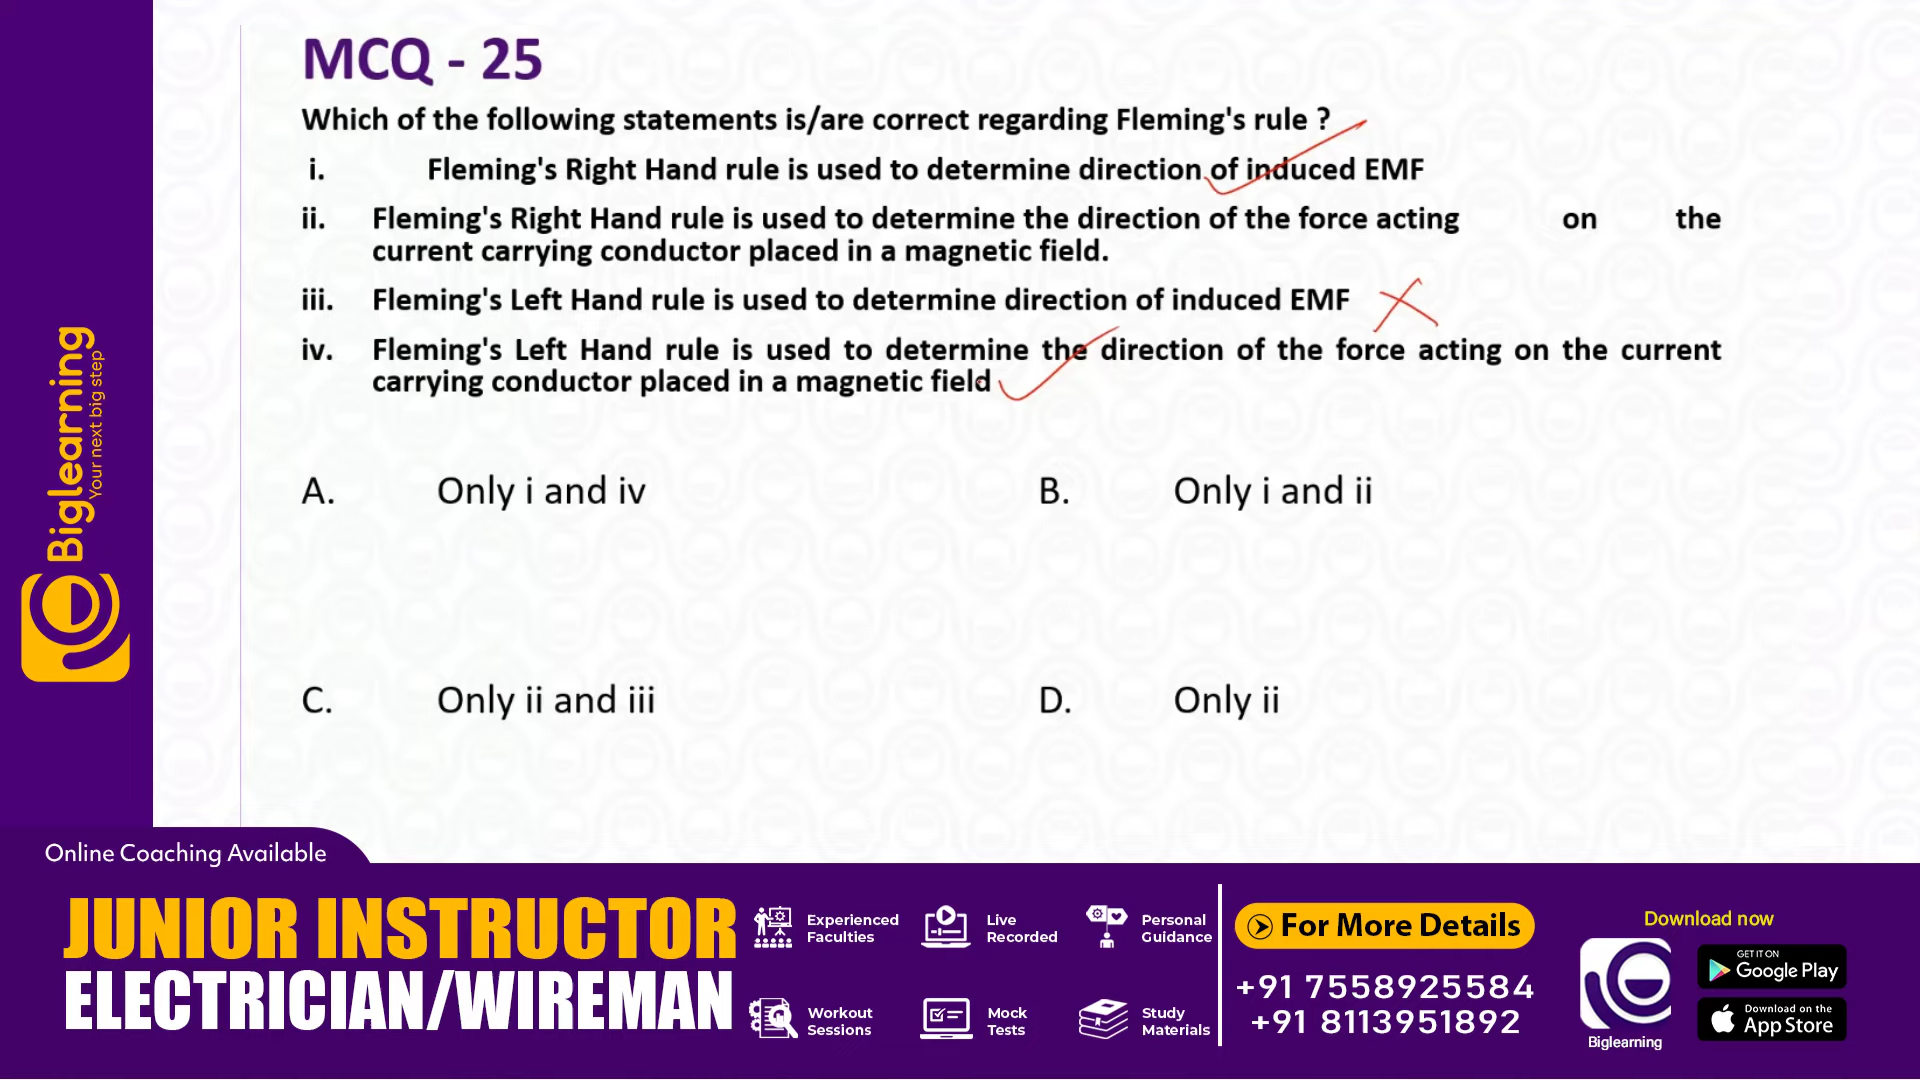 MCQ - 25
Which of the following statements is/are correct regarding Fleming's rule ?
i. Fleming's Right Hand rule is used to determine direction of induced EMF
ii. Fleming's Right Hand rule is used to determine the direction of the force acting on the
current carrying conductor placed in a magnetic field.
iii. Fleming's Left Hand rule is used to determine direction of induced EMF
iv. Fleming's Left Hand rule is used to determine the direction of the force acting on the current
carrying conductor placed in a magnetic field
A. Only i and iv
B. Only i and ii
C. Only ii and iii
D. Only ii
Biglearning
Your next big step
Online Coaching Available
JUNIOR INSTRUCTOR
ELECTRICIAN/WIREMAN
Experienced
Faculties
Live
Recorded
Personal
Guidance
Workout
Sessions
Mock
Tests
Study
Materials
For More Details
+91 7558925584
+91 8113951892
Download now
Biglearning
GET IT ON
Google Play
Download on the
App Store